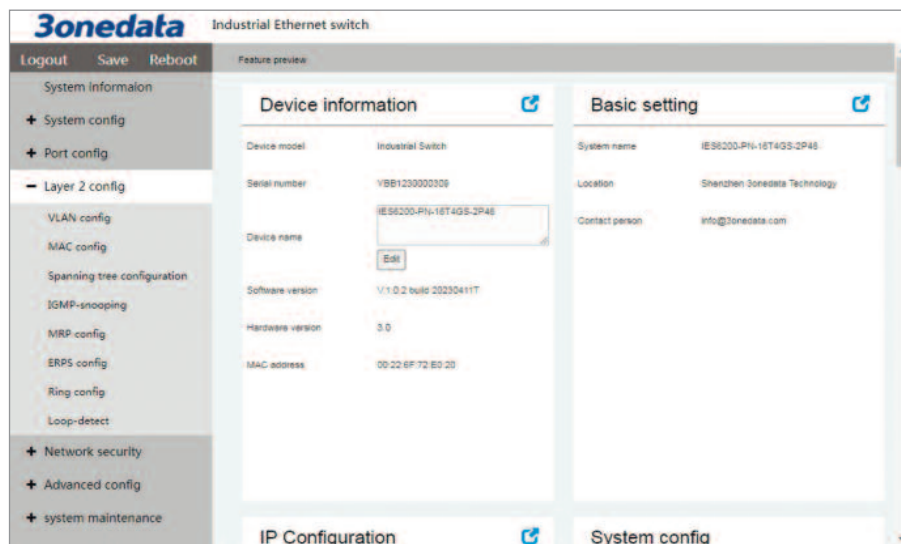 3onedata Industrial Ethernet switch
Logout Save Reboot
Feature preview
System Informaion
+ System config
+ Port config
− Layer 2 config
VLAN config
MAC config
Spanning tree configuration
IGMP-snooping
MRP config
ERPS config
Ring config
Loop-detect
+ Network security
+ Advanced config
+ system maintenance
Device information
Device model Industrial Switch
Serial number YBB1230000309
Device name IES6200-PN-16T4GS-2P48
Edit
Software version V.1.0.2 build 20230411T
Hardware version 3.0
MAC address 00:22:6F:72:E0:20
Basic setting
System name IES6200-PN-16T4GS-2P48
Location Shenzhen 3onedata Technology
Contact person info@3onedata.com
IP Configuration
System config